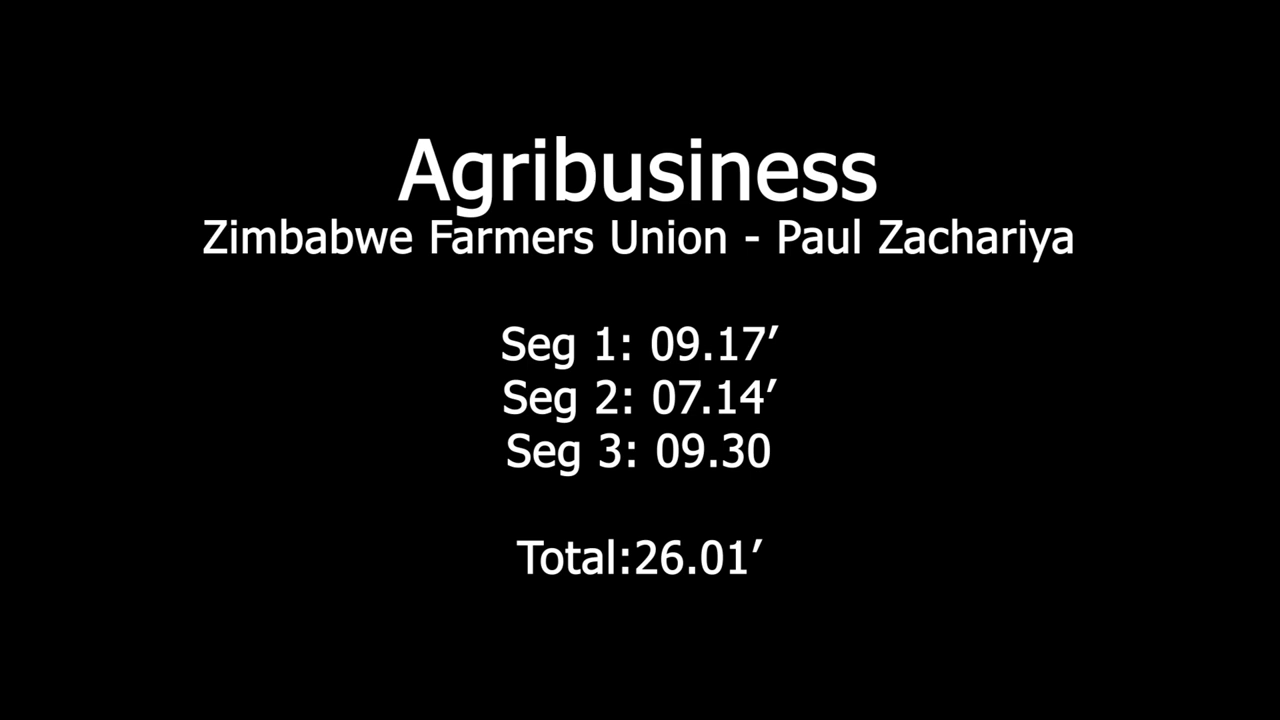 Agribusiness
Zimbabwe Farmers Union - Paul Zachariya
Seg 1: 09.17’
Seg 2: 07.14’
Seg 3: 09.30
Total:26.01’